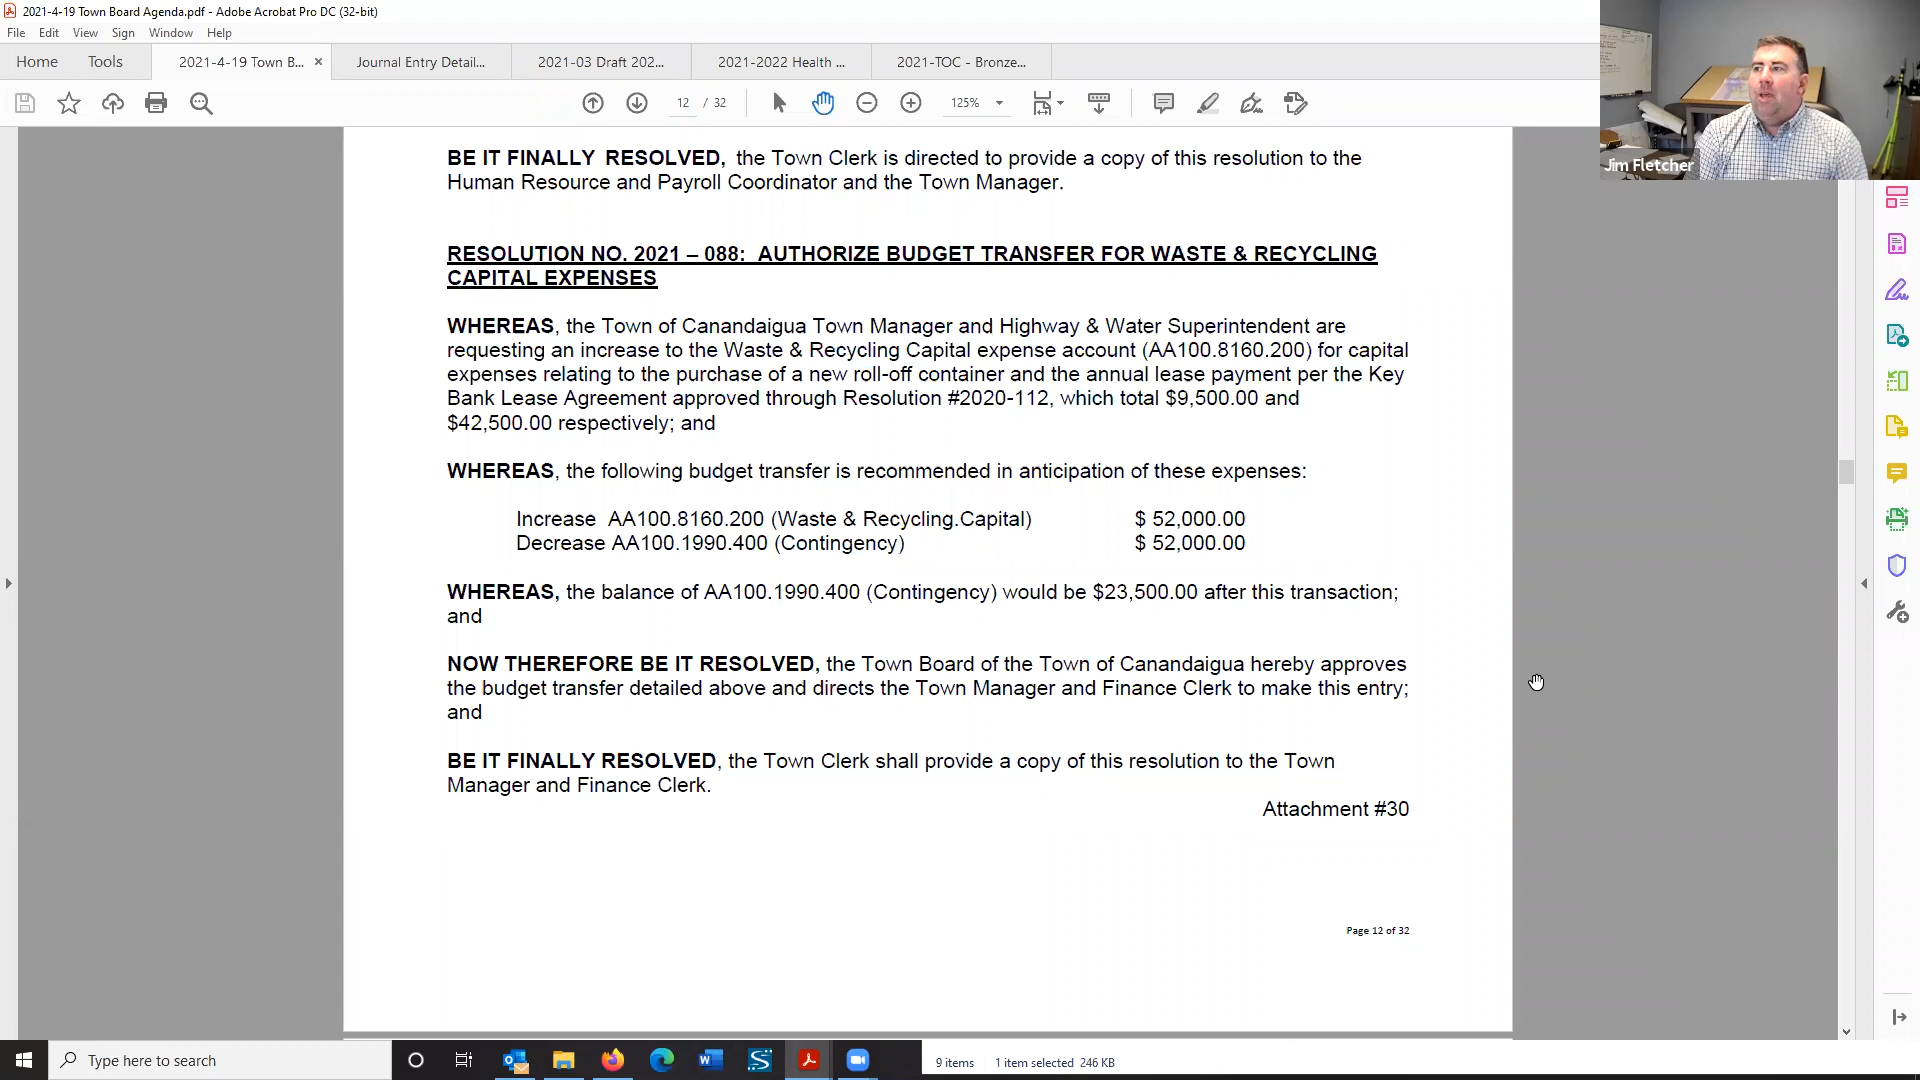 2021-4-19 Town Board Agenda.pdf - Adobe Acrobat Pro DC (32-bit)
File Edit View Sign Window Help
Home Tools 2021-4-19 Town B... × Journal Entry Detail... 2021-03 Draft 202... 2021-2022 Health ... 2021-TOC - Bronze...
12 / 32 125%
Jim Fletcher
BE IT FINALLY RESOLVED, the Town Clerk is directed to provide a copy of this resolution to the
Human Resource and Payroll Coordinator and the Town Manager.
RESOLUTION NO. 2021 – 088: AUTHORIZE BUDGET TRANSFER FOR WASTE & RECYCLING
CAPITAL EXPENSES
WHEREAS, the Town of Canandaigua Town Manager and Highway & Water Superintendent are
requesting an increase to the Waste & Recycling Capital expense account (AA100.8160.200) for capital
expenses relating to the purchase of a new roll-off container and the annual lease payment per the Key
Bank Lease Agreement approved through Resolution #2020-112, which total $9,500.00 and
$42,500.00 respectively; and
WHEREAS, the following budget transfer is recommended in anticipation of these expenses:
Increase AA100.8160.200 (Waste & Recycling.Capital) $ 52,000.00
Decrease AA100.1990.400 (Contingency) $ 52,000.00
WHEREAS, the balance of AA100.1990.400 (Contingency) would be $23,500.00 after this transaction;
and
NOW THEREFORE BE IT RESOLVED, the Town Board of the Town of Canandaigua hereby approves
the budget transfer detailed above and directs the Town Manager and Finance Clerk to make this entry;
and
BE IT FINALLY RESOLVED, the Town Clerk shall provide a copy of this resolution to the Town
Manager and Finance Clerk.
Attachment #30
Page 12 of 32
Type here to search
9 items 1 item selected 246 KB